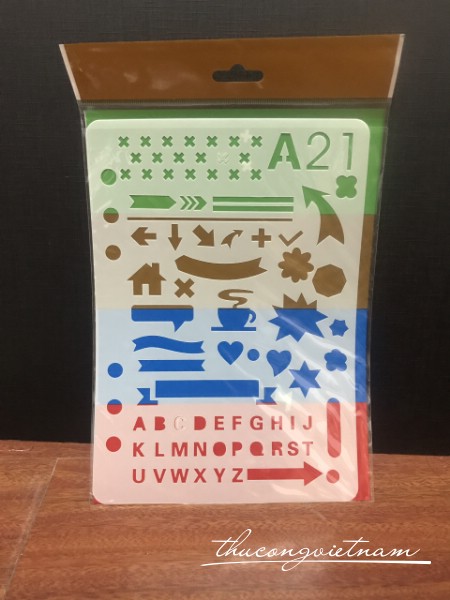 A21
ABCDEFGHIJ
KLMNOPQRST
UVWXYZ
thucongvietnam